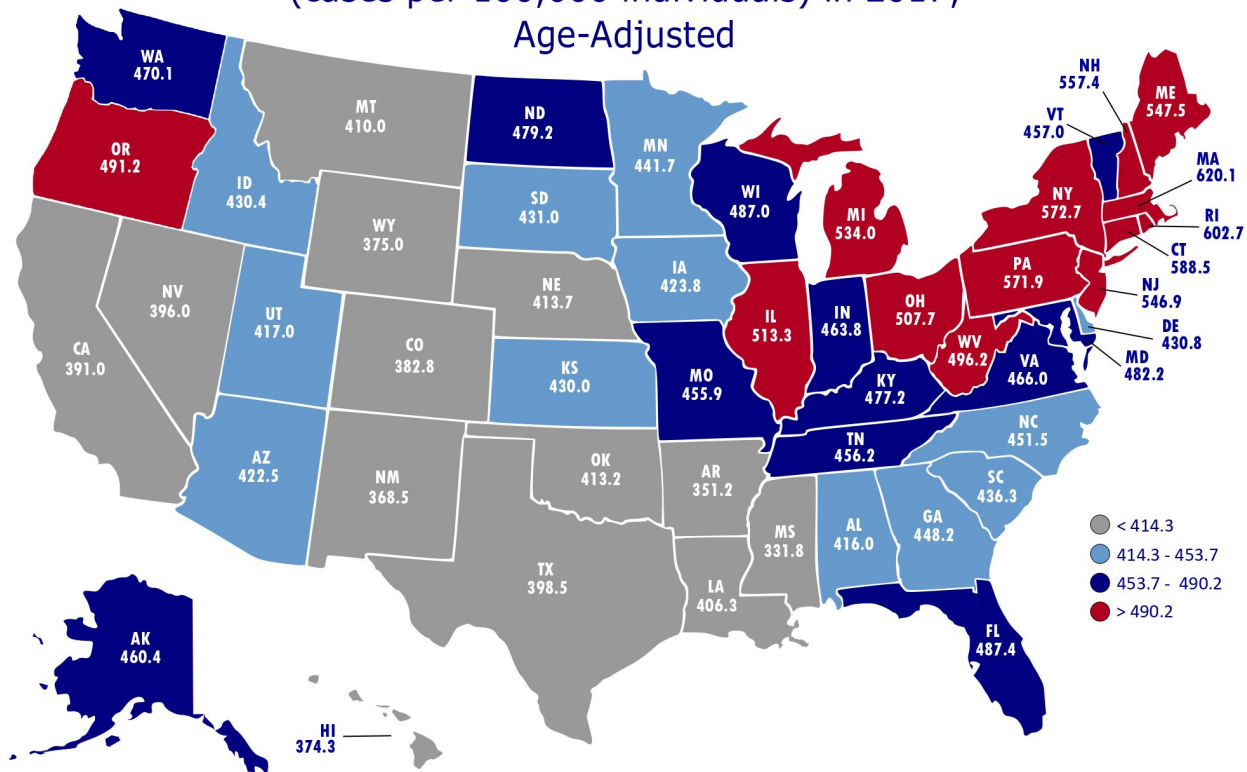 (cases per 100,000 individuals) in 2017,
Age-Adjusted
WA
470.1
OR
491.2
CA
391.0
NV
396.0
ID
430.4
MT
410.0
WY
375.0
UT
417.0
AZ
422.5
CO
382.8
NM
368.5
ND
479.2
SD
431.0
NE
413.7
KS
430.0
OK
413.2
TX
398.5
MN
441.7
IA
423.8
MO
455.9
AR
351.2
LA
406.3
WI
487.0
IL
513.3
MI
534.0
IN
463.8
OH
507.7
KY
477.2
TN
456.2
MS
331.8
AL
416.0
GA
448.2
FL
487.4
SC
436.3
NC
451.5
VA
466.0
WV
496.2
PA
571.9
NY
572.7
VT
457.0
NH
557.4
ME
547.5
MA
620.1
RI
602.7
CT
588.5
NJ
546.9
DE
430.8
MD
482.2
AK
460.4
HI
374.3
< 414.3
414.3 - 453.7
453.7 - 490.2
> 490.2